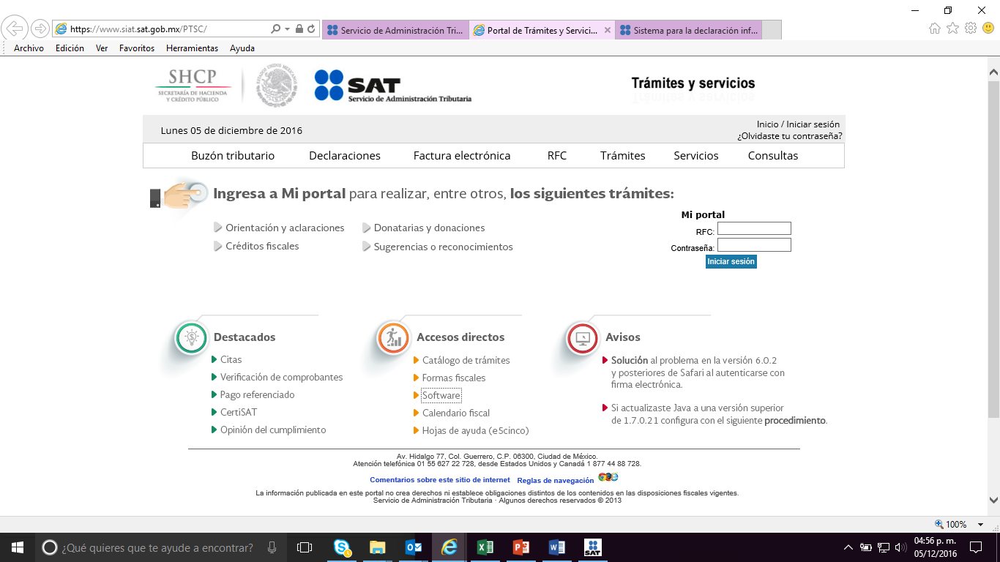 https://www.siat.sat.gob.mx/PTSC/
Servicio de Administración Tri...
Portal de Trámites y Servici...
Sistema para la declaración inf...
Archivo Edición Ver Favoritos Herramientas Ayuda
SHCP
SECRETARÍA DE HACIENDA
Y CRÉDITO PÚBLICO
ESTADOS UNIDOS MEXICANOS
SAT
Servicio de Administración Tributaria
Trámites y servicios
Lunes 05 de diciembre de 2016
Inicio / Iniciar sesión
¿Olvidaste tu contraseña?
Buzón tributario Declaraciones Factura electrónica RFC Trámites Servicios Consultas
Ingresa a Mi portal para realizar, entre otros, los siguientes trámites:
Orientación y aclaraciones
Créditos fiscales
Donatarias y donaciones
Sugerencias o reconocimientos
Mi portal
RFC:
Contraseña:
Iniciar sesión
Destacados
Citas
Verificación de comprobantes
Pago referenciado
CertiSAT
Opinión del cumplimiento
Accesos directos
Catálogo de trámites
Formas fiscales
Software
Calendario fiscal
Hojas de ayuda (e5cinco)
Avisos
Solución al problema en la versión 6.0.2
y posteriores de Safari al autenticarse con
firma electrónica.
Si actualizaste Java a una versión superior
de 1.7.0.21 configura con el siguiente procedimiento.
Av. Hidalgo 77, Col. Guerrero, C.P. 06300, Ciudad de México.
Atención telefónica 01 55 627 22 728, desde Estados Unidos y Canadá 1 877 44 88 728.
Comentarios sobre este sitio de internet Reglas de navegación
La información publicada en este portal no crea derechos ni establece obligaciones distintos de los contenidos en las disposiciones fiscales vigentes.
Servicio de Administración Tributaria · Algunos derechos reservados © 2013
100%
¿Qué quieres que te ayude a encontrar?
SAT
04:56 p. m.
05/12/2016